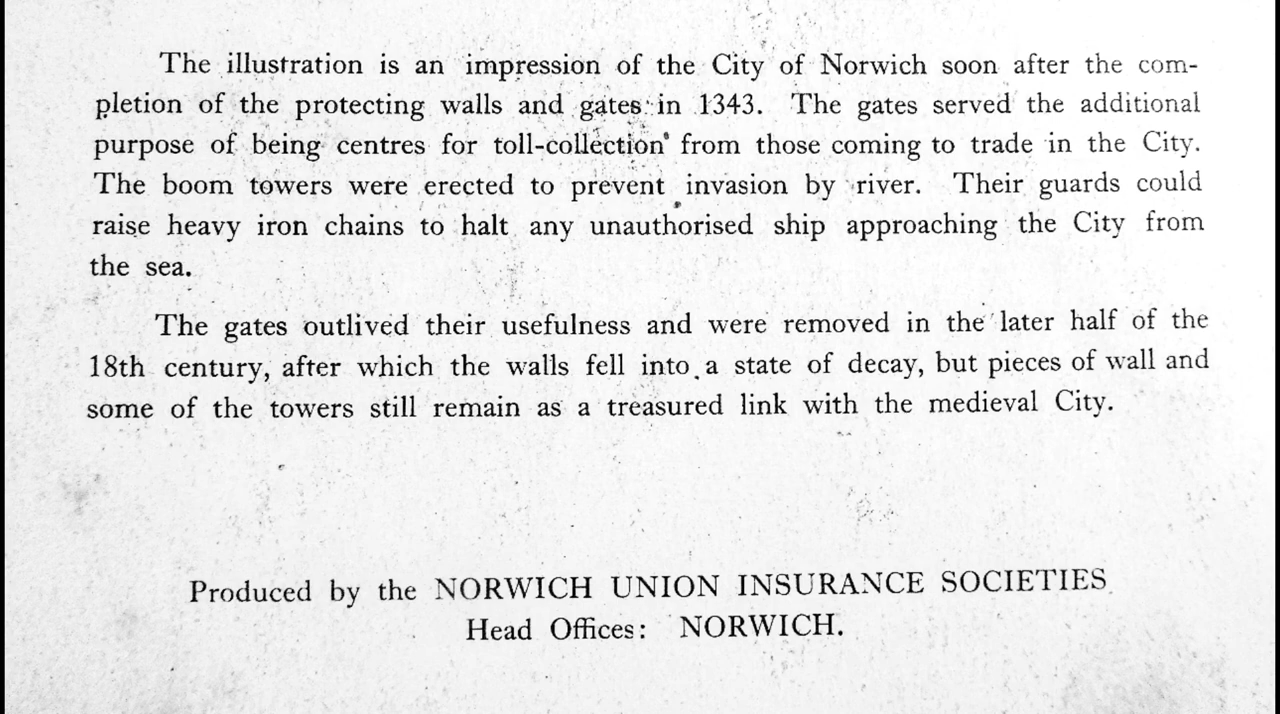 The illustration is an impression of the City of Norwich soon after the com-
pletion of the protecting walls and gates in 1343. The gates served the additional
purpose of being centres for toll-collection from those coming to trade in the City.
The boom towers were erected to prevent invasion by river. Their guards could
raise heavy iron chains to halt any unauthorised ship approaching the City from
the sea.
The gates outlived their usefulness and were removed in the later half of the
18th century, after which the walls fell into a state of decay, but pieces of wall and
some of the towers still remain as a treasured link with the medieval City.
Produced by the NORWICH UNION INSURANCE SOCIETIES
Head Offices: NORWICH.